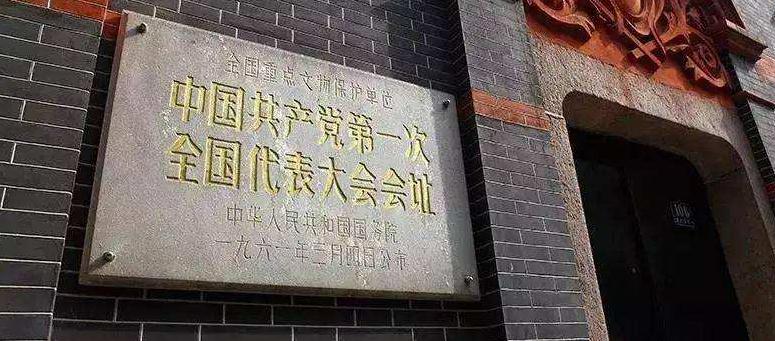 全国重点文物保护单位
中国共产党第一次
全国代表大会会址
中华人民共和国国务院
一九六一年三月四日公布
106